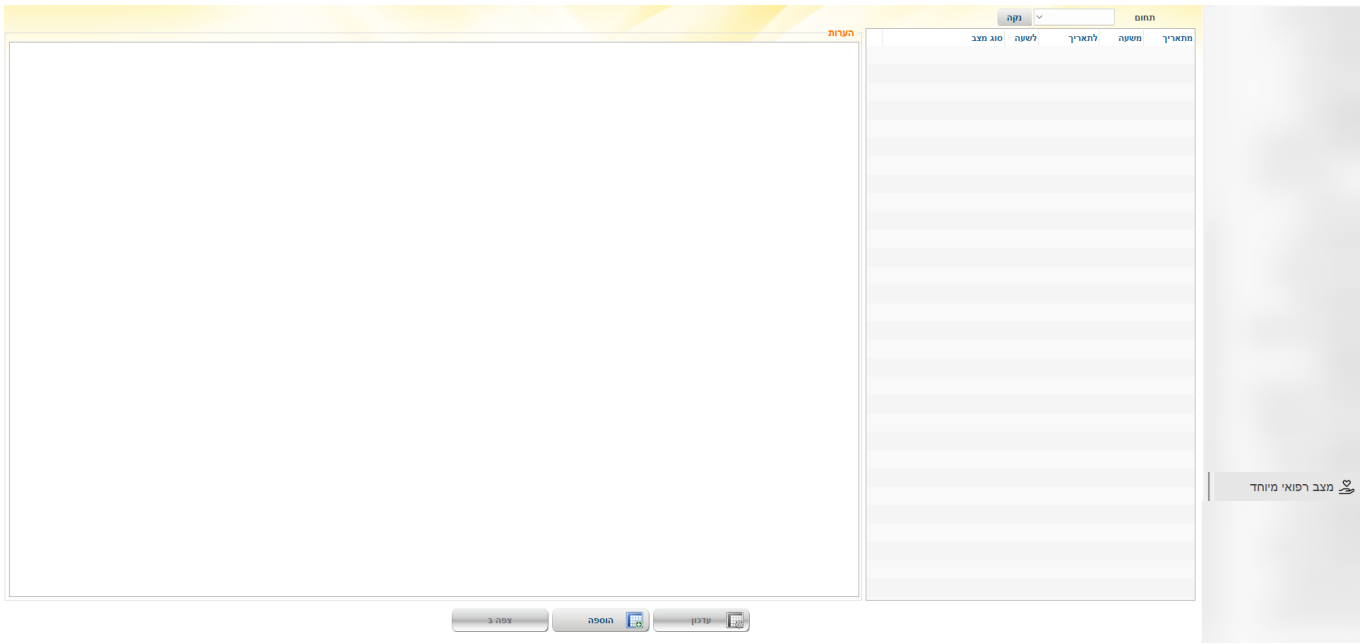 תחום נקה
הערות
מתאריך משעה לתאריך לשעה סוג מצב
מצב רפואי מיוחד
עדכון הוספה צפה ב